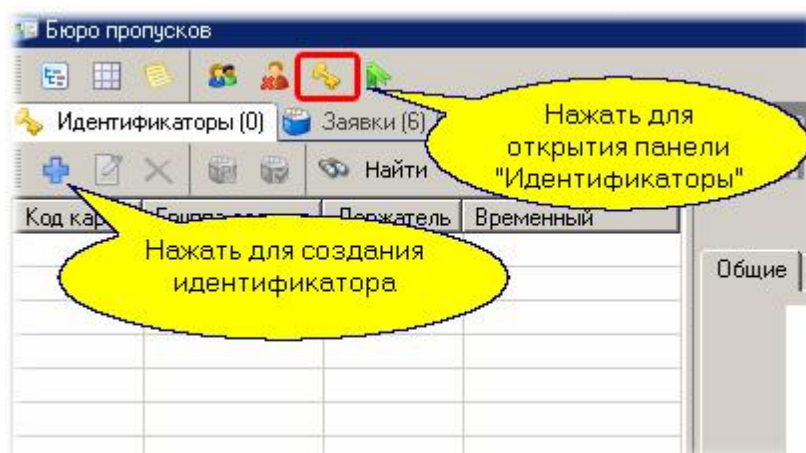 Бюро пропусков
Идентификаторы (0) Заявки (6)
Нажать для
открытия панели
"Идентификаторы"
Найти
Код Держатель Временный
Нажать для создания
идентификатора
Общие